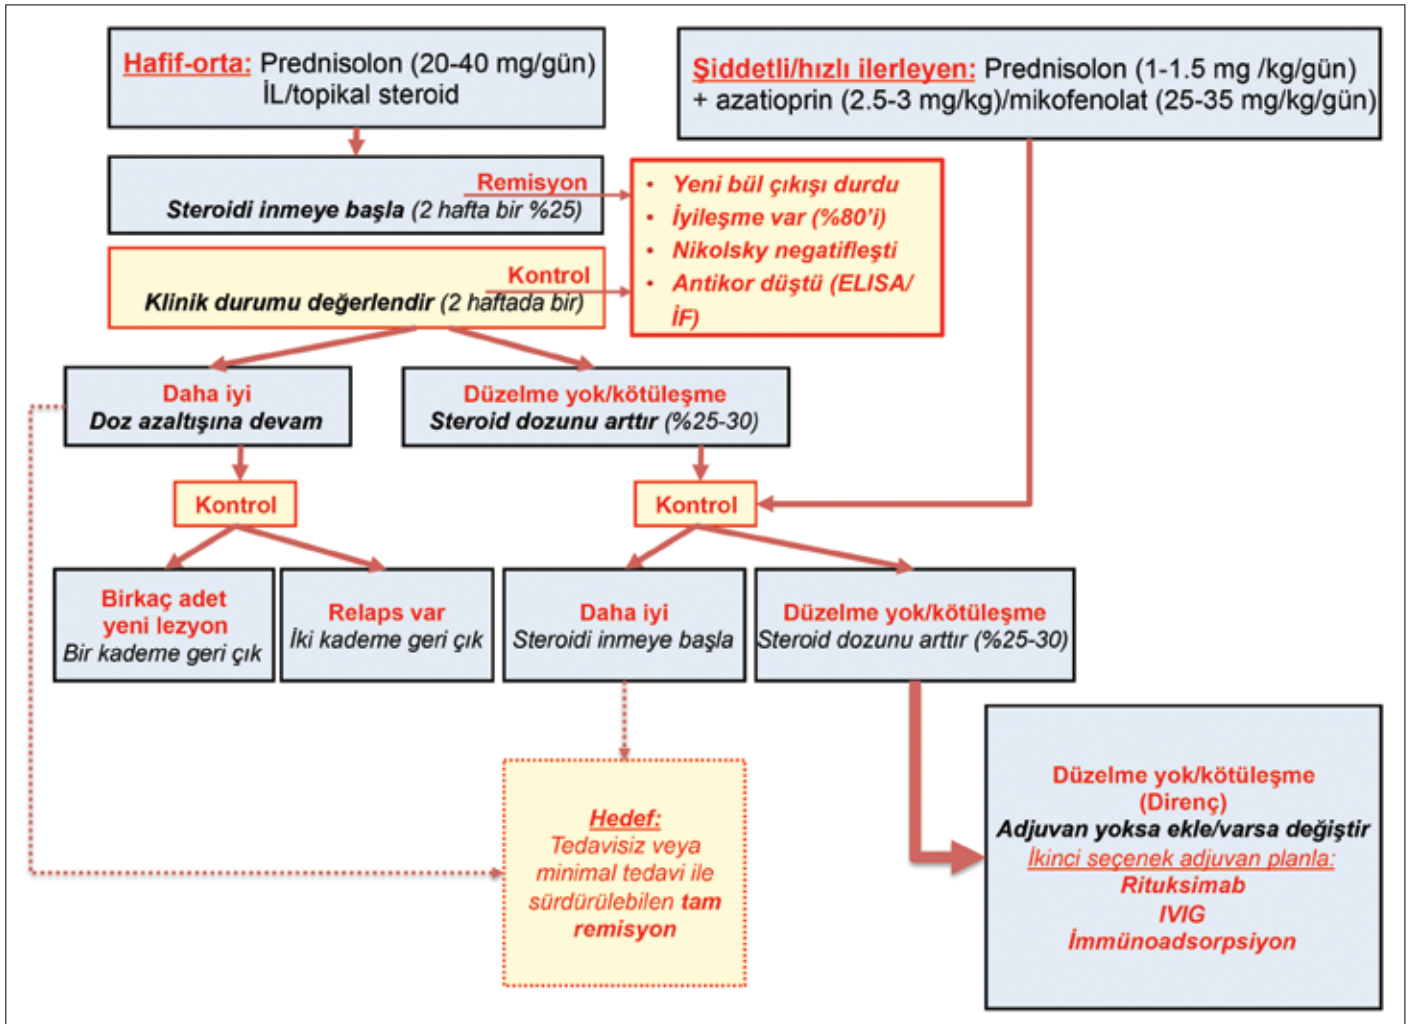 Hafif-orta: Prednisolon (20-40 mg/gün)
İL/topikal steroid
Şiddetli/hızlı ilerleyen: Prednisolon (1-1.5 mg /kg/gün)
+ azatioprin (2.5-3 mg/kg)/mikofenolat (25-35 mg/kg/gün)
Remisyon
Steroidi inmeye başla (2 hafta bir %25)
• Yeni bül çıkışı durdu
• İyileşme var (%80'i)
• Nikolsky negatifleşti
• Antikor düştü (ELISA/
İF)
Kontrol
Klinik durumu değerlendir (2 haftada bir)
Daha iyi
Doz azaltışına devam
Düzelme yok/kötüleşme
Steroid dozunu arttır (%25-30)
Kontrol
Kontrol
Birkaç adet
yeni lezyon
Bir kademe geri çık
Relaps var
İki kademe geri çık
Daha iyi
Steroidi inmeye başla
Düzelme yok/kötüleşme
Steroid dozunu arttır (%25-30)
Hedef:
Tedavisiz veya
minimal tedavi ile
sürdürülebilen tam
remisyon
Düzelme yok/kötüleşme
(Direnç)
Adjuvan yoksa ekle/varsa değiştir
İkinci seçenek adjuvan planla:
Rituksimab
IVIG
İmmünoadsorpsiyon